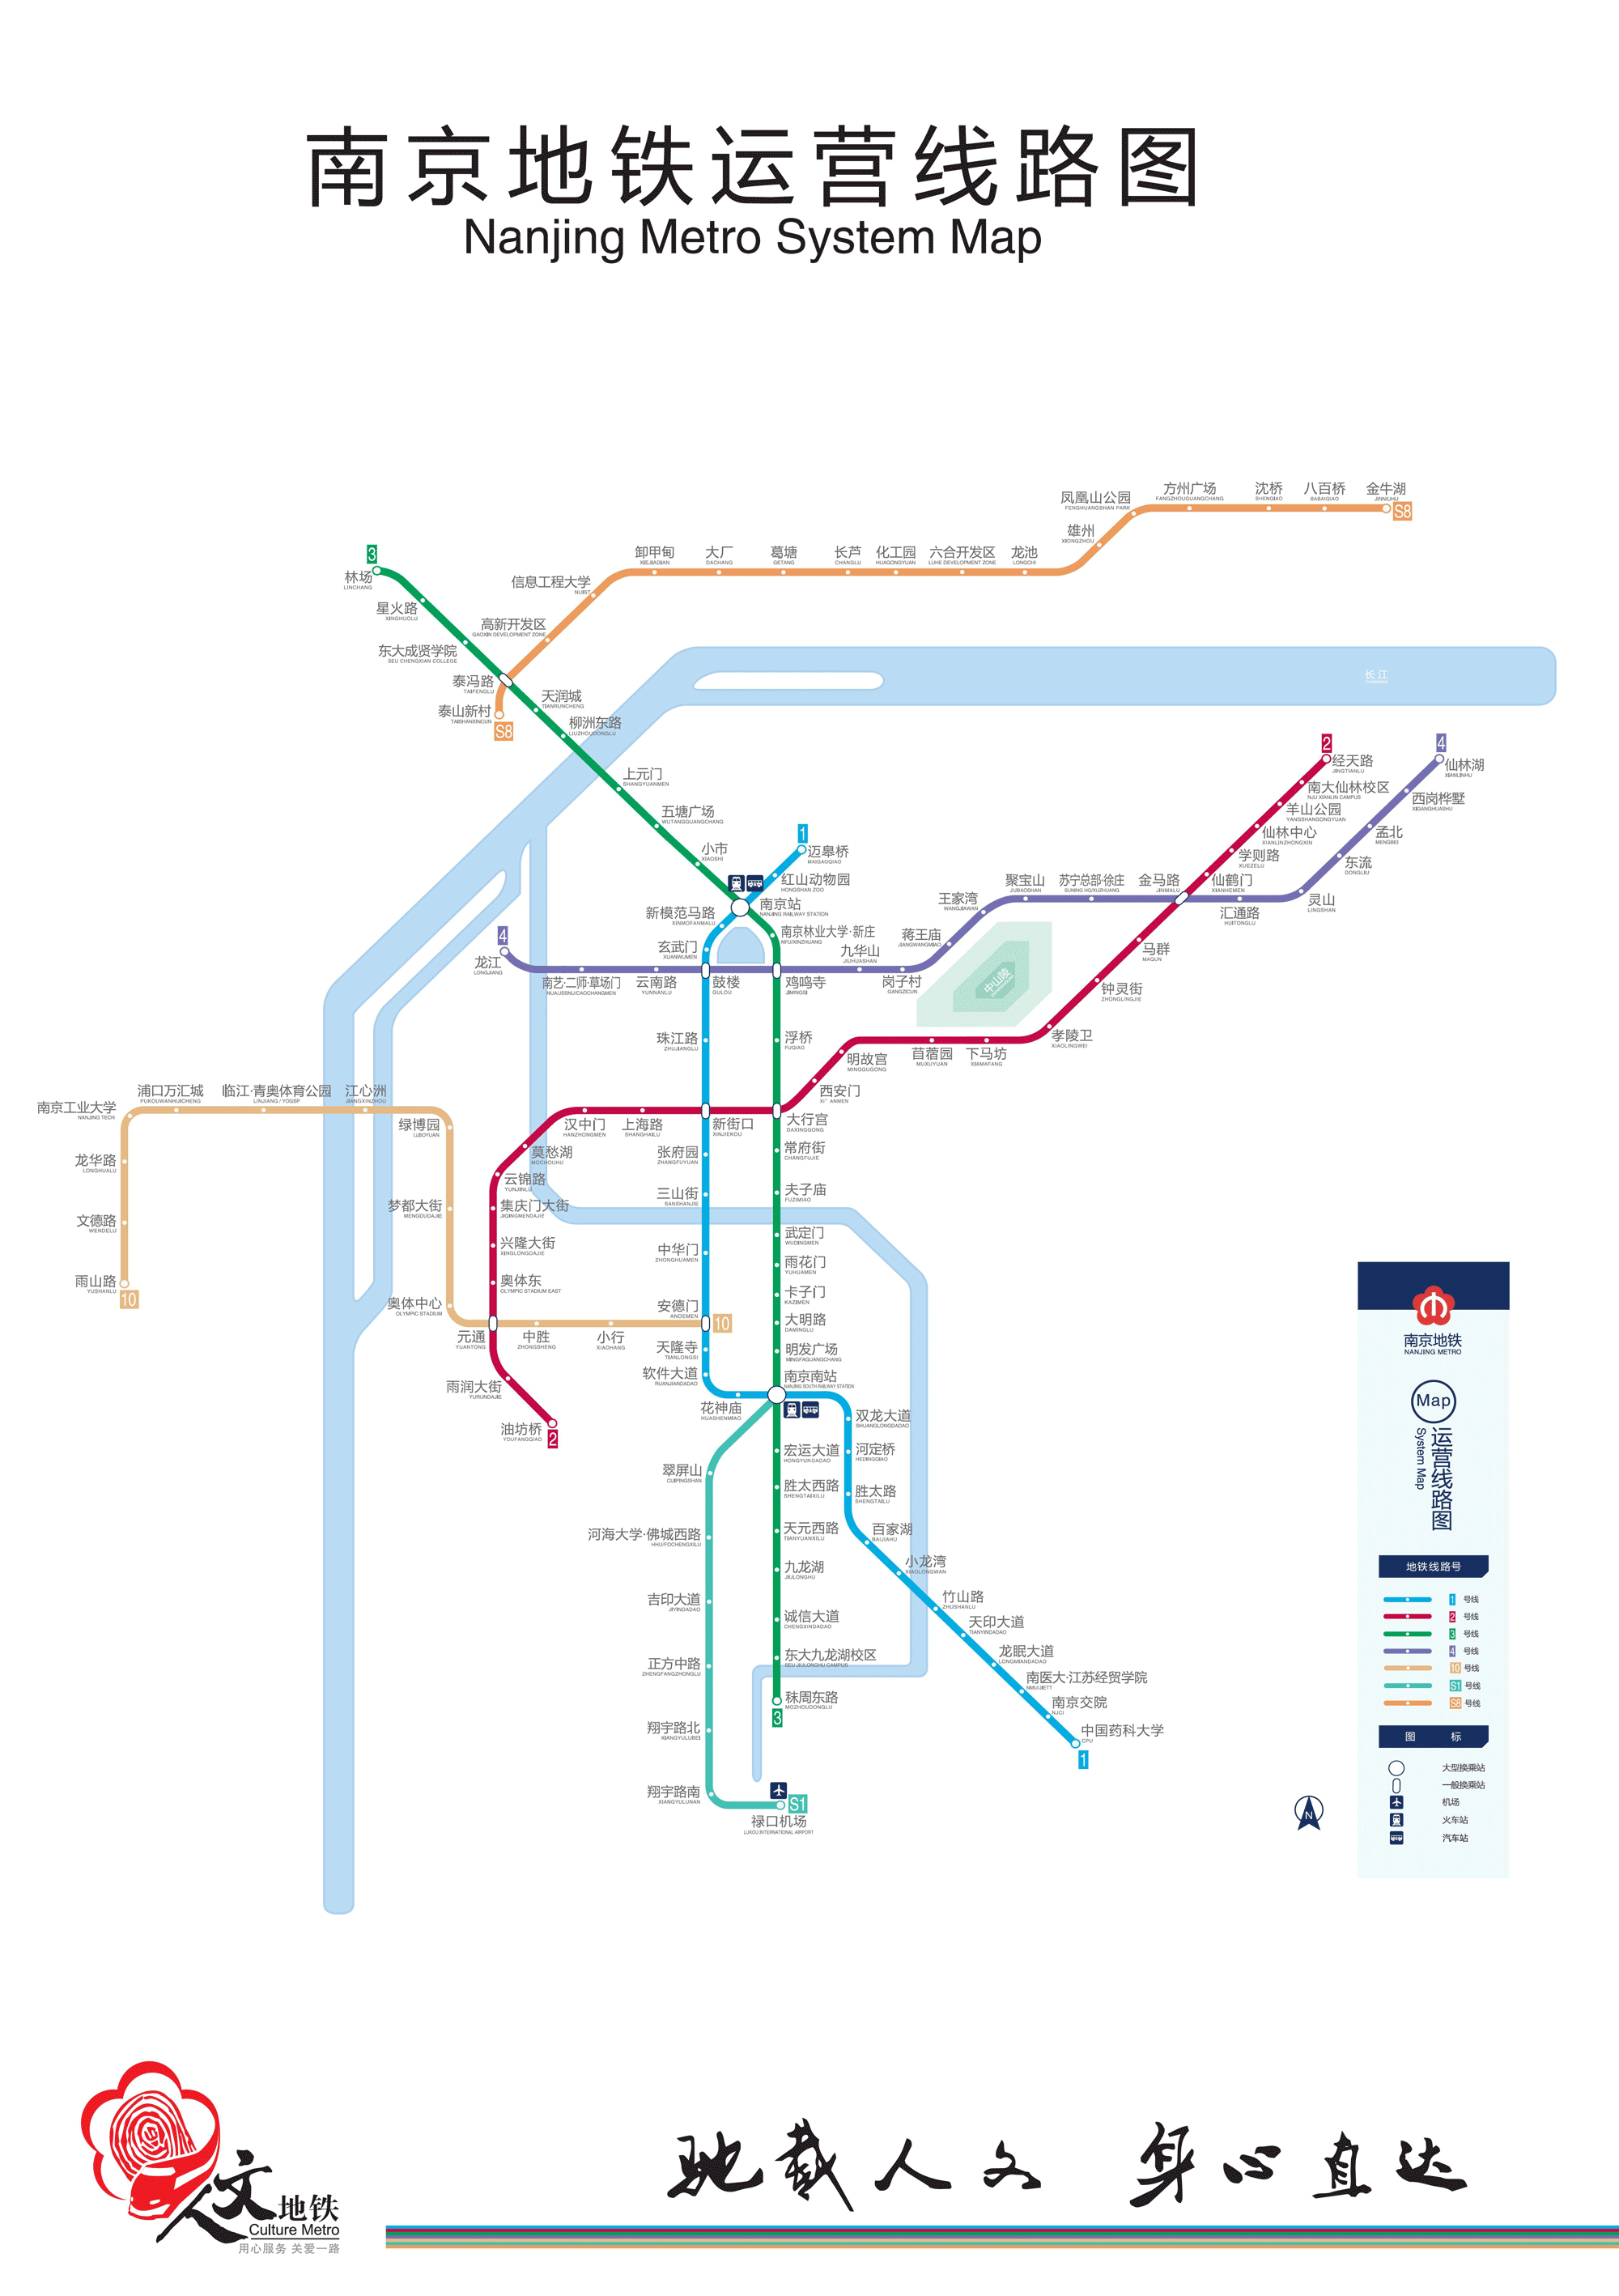 南京地铁运营线路图
Nanjing Metro System Map
方州广场
FANGZHOUGUANGCHANG
沈桥
SHENQIAO
八百桥
BABAIQIAO
金牛湖
JINNIUHU
S8
凤凰山公园
FENGHUANGSHAN PARK
雄州
XIONGZHOU
卸甲甸
XIEJIADIAN
大厂
DACHANG
葛塘
GETANG
长芦
CHANGLU
化工园
HUAGONGYUAN
六合开发区
LUHE DEVELOPMENT ZONE
龙池
LONGCHI
信息工程大学
NUIST
高新开发区
GAOXIN DEVELOPMENT ZONE
3
林场
LINCHANG
星火路
XINGHUOLU
东大成贤学院
SEU CHENGXIAN COLLEGE
泰冯路
TAIFENGLU
泰山新村
TAISHANXINCUN
S8
天润城
TIANRUNCHENG
柳洲东路
LIUZHOUDONGLU
上元门
SHANGYUANMEN
五塘广场
WUTANGGUANGCHANG
小市
XIAOSHI
长江
1
迈皋桥
MAIGAOQIAO
红山动物园
HONGSHAN ZOO
南京站
NANJING RAILWAY STATION
新模范马路
XINMOFANMALU
南京林业大学·新庄
NFU/XINZHUANG
玄武门
XUANWUMEN
2
经天路
JINGTIANLU
南大仙林校区
NJU XIANLIN CAMPUS
羊山公园
YANGSHANGONGYUAN
仙林中心
XIANLINZHONGXIN
学则路
XUEZELU
仙鹤门
XIANHEMEN
金马路
JINMALU
4
仙林湖
XIANLINHU
西岗桦墅
XIGANGHUASHU
孟北
MENGBEI
东流
DONGLIU
灵山
LINGSHAN
汇通路
HUITONGLU
苏宁总部·徐庄
SUNING HQ/XUZHUANG
聚宝山
JUBAOSHAN
王家湾
WANGJIAWAN
蒋王庙
JIANGWANGMIAO
岗子村
GANGZICUN
九华山
JIUHUASHAN
鸡鸣寺
JIMINGSI
鼓楼
GULOU
云南路
YUNNANLU
南艺·二师·草场门
NUA/JSSNU/CAOCHANGMEN
4
龙江
LONGJIANG
中山陵
马群
MAQUN
钟灵街
ZHONGLINGJIE
孝陵卫
XIAOLINGWEI
下马坊
XIAMAFANG
苜蓿园
MUXUYUAN
明故宫
MINGGUGONG
西安门
珠江路
ZHUJIANGLU
浮桥
FUQIAO
大行宫
DAXINGGONG
新街口
XINJIEKOU
上海路
SHANGHAILU
汉中门
HANZHONGMEN
莫愁湖
MOCHOUHU
云锦路
YUNJINLU
集庆门大街
JIQINGMENDAJIE
兴隆大街
XINGLONGDAJIE
奥体东
OLYMPIC STADIUM EAST
南京工业大学
NANJING TECH
浦口万汇城
PUKOUWANHUICHENG
临江·青奥体育公园
LINJIANG / YOGSP
江心洲
JIANGXINZHOU
绿博园
LüBOYUAN
梦都大街
MENGDUDAJIE
奥体中心
OLYMPIC STADIUM
龙华路
LONGHUALU
文德路
WENDELU
雨山路
YUSHANLU
10
元通
YUANTONG
中胜
ZHONGSHENG
小行
XIAOHANG
安德门
ANDEMEN
10
雨润大街
YURUNDAJIE
油坊桥
YOUFANGQIAO
2
张府园
ZHANGFUYUAN
三山街
SANSHANJIE
中华门
ZHONGHUAMEN
天隆寺
TIANLONGSI
软件大道
RUANJIANDADAO
花神庙
HUASHENMIAO
常府街
CHANGFUJIE
夫子庙
FUZIMIAO
武定门
WUDINGMEN
雨花门
YUHUAMEN
卡子门
KAZIMEN
大明路
DAMINGLU
明发广场
MINGFAGUANGCHANG
南京南站
NANJING SOUTH RAILWAY STATION
双龙大道
SHUANGLONGDADAO
河定桥
HEDINGQIAO
胜太路
SHENGTAILU
百家湖
BAIJIAHU
小龙湾
XIAOLONGWAN
竹山路
ZHUSHANLU
天印大道
TIANYINDADAO
龙眠大道
LONGMIANDADAO
南医大·江苏经贸学院
NMU/JIETT
南京交院
NJCI
中国药科大学
CPU
1
宏运大道
HONGYUNDADAO
胜太西路
SHENGTAIXILU
天元西路
TIANYUANXILU
九龙湖
JIULONGHU
诚信大道
CHENGXINDADAO
东大九龙湖校区
SEU JIULONGHU CAMPUS
秣周东路
MOZHOUDONGLU
3
翠屏山
CUIPINGSHAN
河海大学·佛城西路
HHU/FOCHENGXILU
吉印大道
JIYINDADAO
正方中路
ZHENGFANGZHONGLU
翔宇路北
XIANGYULUBEI
翔宇路南
XIANGYULUNAN
S1
禄口机场
LUKOU INTERNATIONAL AIRPORT
南京地铁
NANJING METRO
Map
运营线路图
System Map
地铁线路号
1 号线
2 号线
3 号线
4 号线
10 号线
S1 号线
S8 号线
图 标
大型换乘站
一般换乘站
机场
火车站
汽车站
N
人文地铁
Culture Metro
用心服务 关爱一路
驰载人文 身心直达